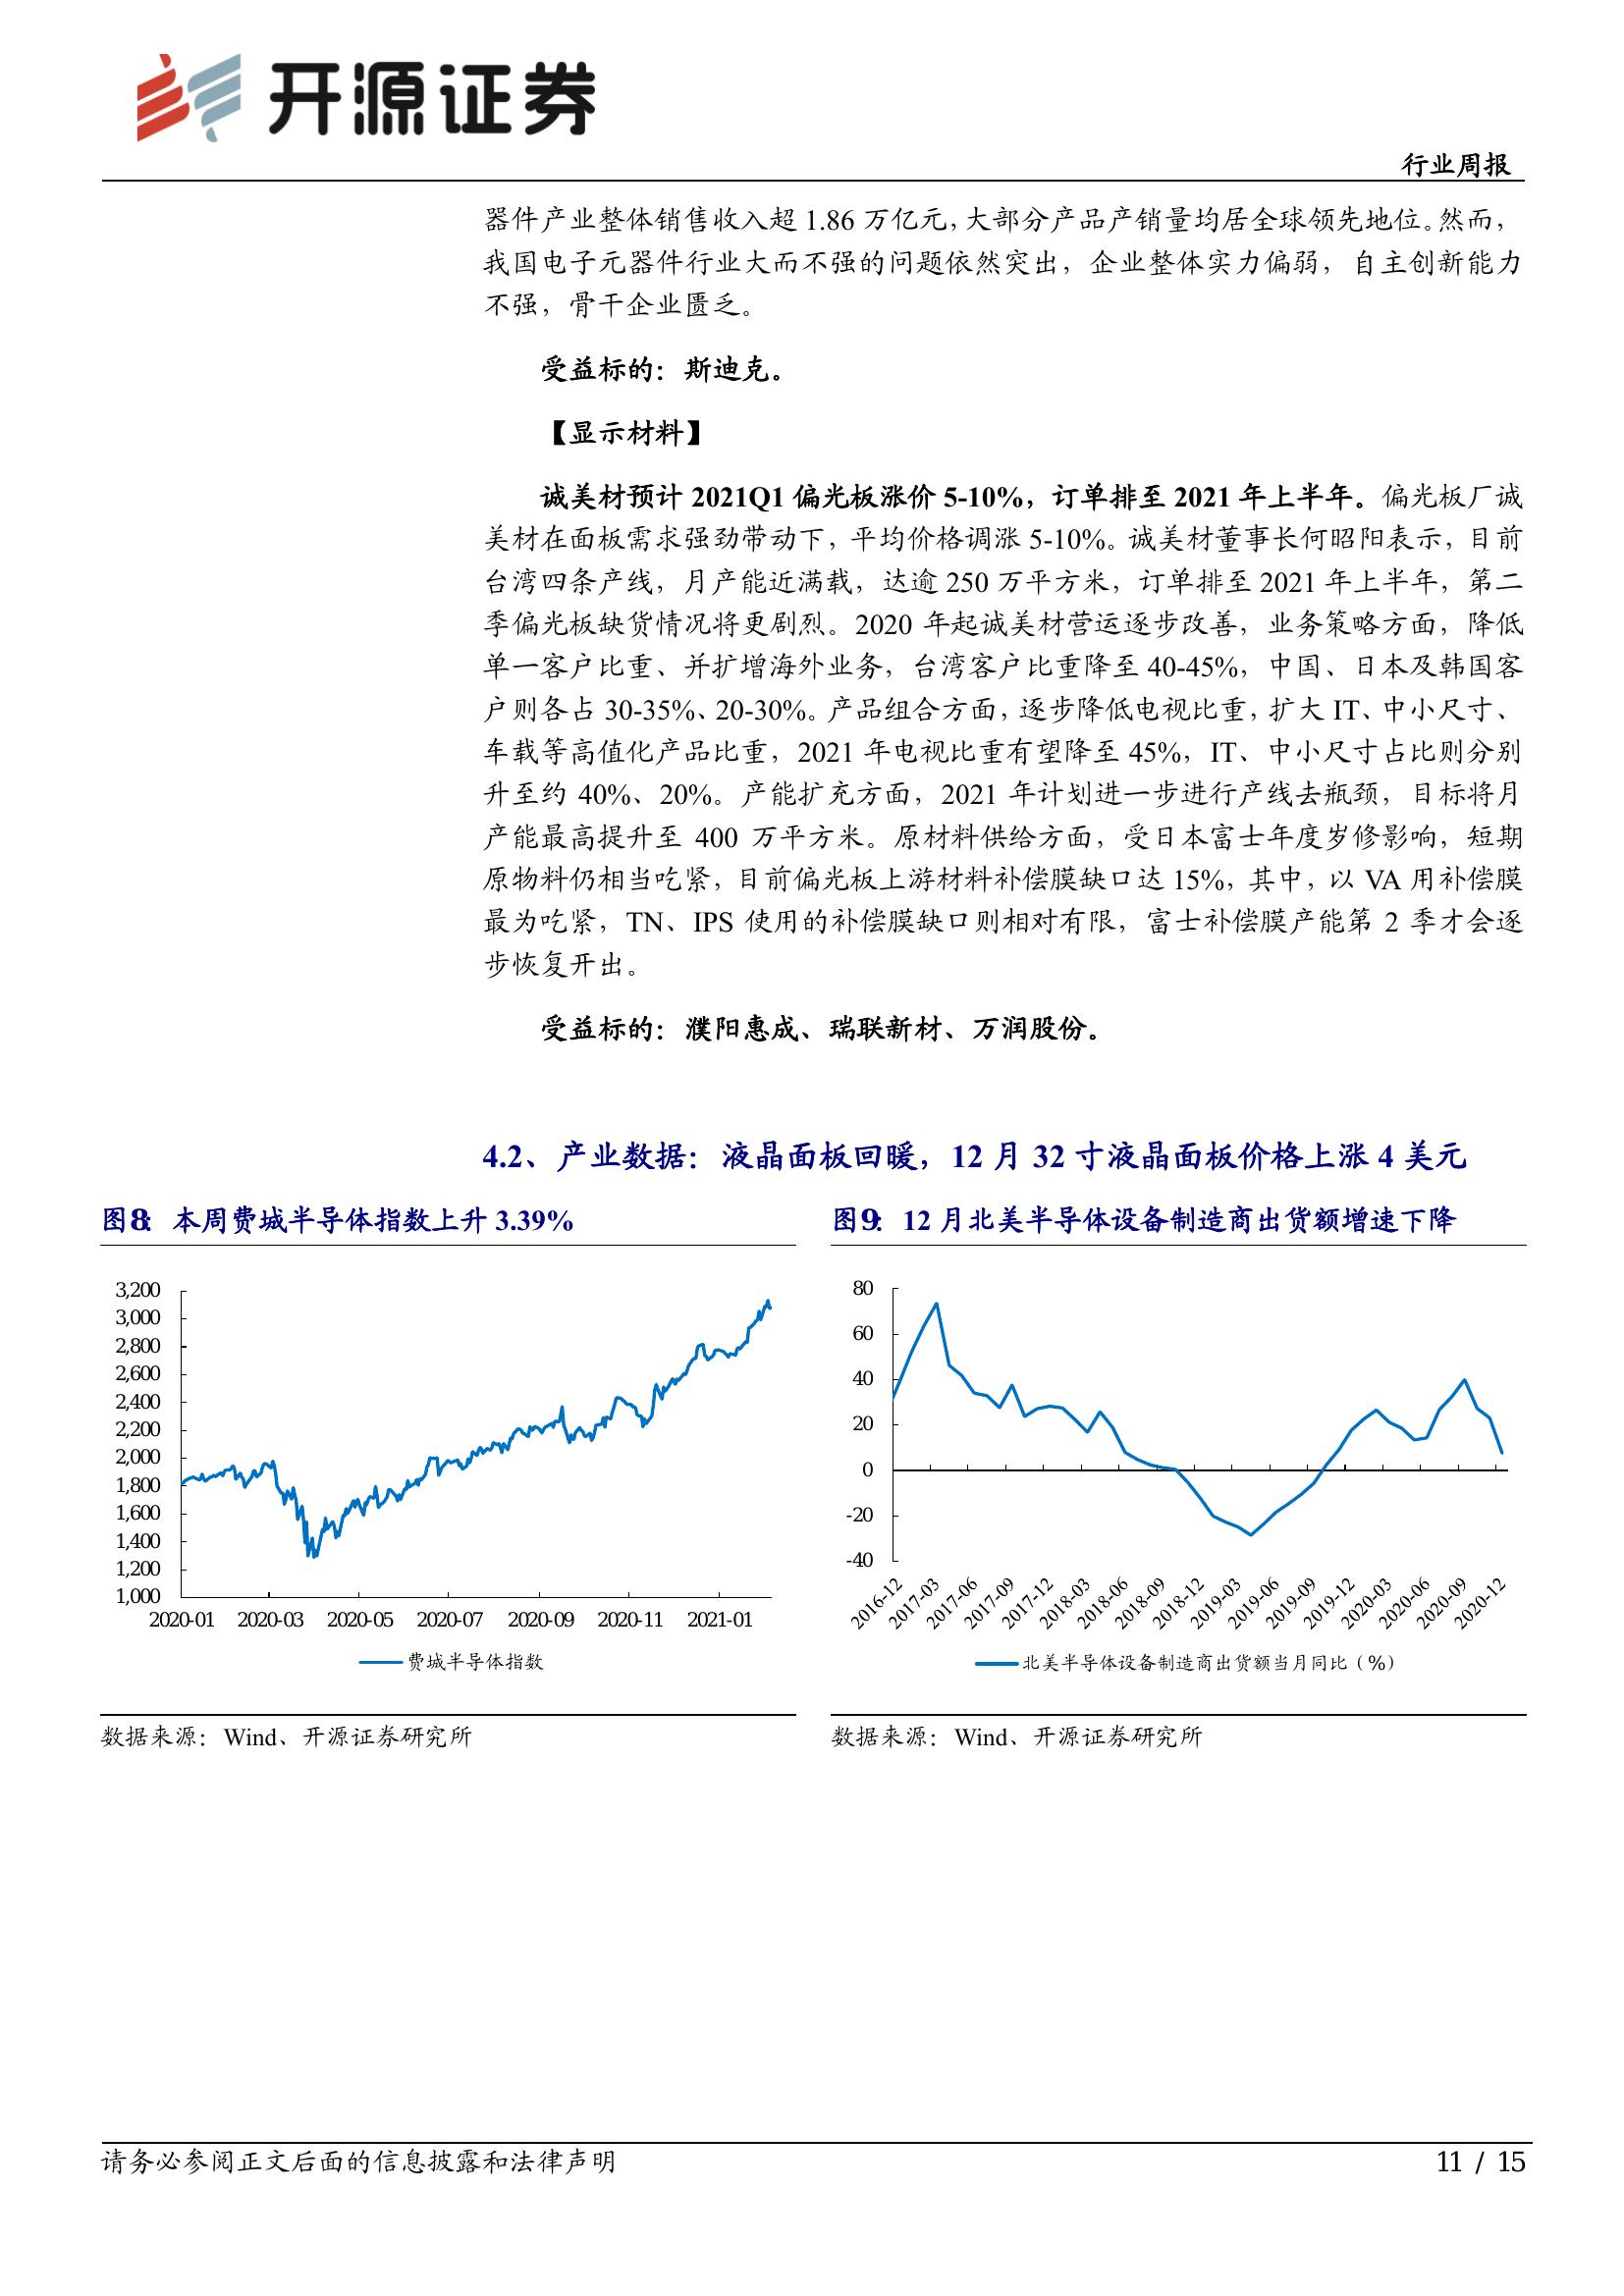 开源证券
行业周报
器件产业整体销售收入超 1.86 万亿元，大部分产品产销量均居全球领先地位。然而，
我国电子元器件行业大而不强的问题依然突出，企业整体实力偏弱，自主创新能力
不强，骨干企业匮乏。
受益标的：斯迪克。
【显示材料】
诚美材预计 2021Q1 偏光板涨价 5-10%，订单排至 2021 年上半年。偏光板厂诚
美材在面板需求强劲带动下，平均价格调涨 5-10%。诚美材董事长何昭阳表示，目前
台湾四条产线，月产能近满载，达逾 250 万平方米，订单排至 2021 年上半年，第二
季偏光板缺货情况将更剧烈。2020 年起诚美材营运逐步改善，业务策略方面，降低
单一客户比重、并扩增海外业务，台湾客户比重降至 40-45%，中国、日本及韩国客
户则各占 30-35%、20-30%。产品组合方面，逐步降低电视比重，扩大 IT、中小尺寸、
车载等高值化产品比重，2021 年电视比重有望降至 45%，IT、中小尺寸占比则分别
升至约 40%、20%。产能扩充方面，2021 年计划进一步进行产线去瓶颈，目标将月
产能最高提升至 400 万平方米。原材料供给方面，受日本富士年度岁修影响，短期
原物料仍相当吃紧，目前偏光板上游材料补偿膜缺口达 15%，其中，以 VA 用补偿膜
最为吃紧，TN、IPS 使用的补偿膜缺口则相对有限，富士补偿膜产能第 2 季才会逐
步恢复开出。
受益标的：濮阳惠成、瑞联新材、万润股份。
4.2、产业数据：液晶面板回暖，12 月 32 寸液晶面板价格上涨 4 美元
图8：本周费城半导体指数上升 3.39%
3,200
3,000
2,800
2,600
2,400
2,200
2,000
1,800
1,600
1,400
1,200
1,000
2020-01 2020-03 2020-05 2020-07 2020-09 2020-11 2021-01
费城半导体指数
数据来源：Wind、开源证券研究所
图9：12 月北美半导体设备制造商出货额增速下降
80
60
40
20
0
-20
-40
2016-12 2017-03 2017-06 2017-09 2017-12 2018-03 2018-06 2018-09 2018-12 2019-03 2019-06 2019-09 2019-12 2020-03 2020-06 2020-09 2020-12
北美半导体设备制造商出货额当月同比（%）
数据来源：Wind、开源证券研究所
请务必参阅正文后面的信息披露和法律声明
11 / 15